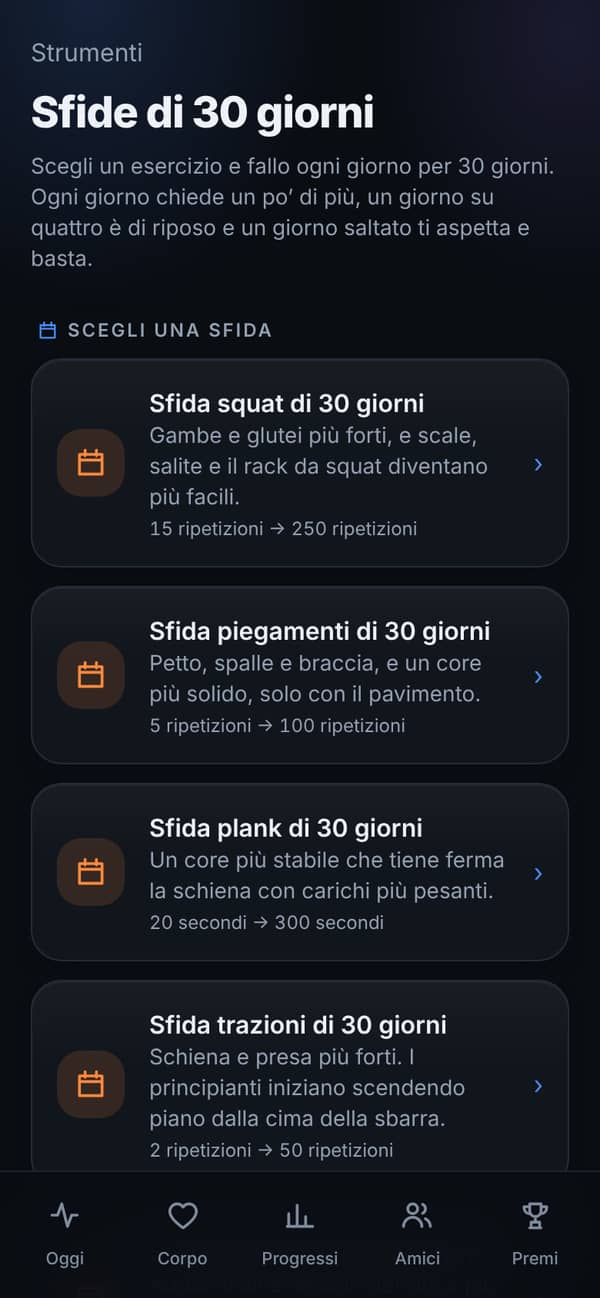 Strumenti
Sfide di 30 giorni
Scegli un esercizio e fallo ogni giorno per 30 giorni.
Ogni giorno chiede un po’ di più, un giorno su
quattro è di riposo e un giorno saltato ti aspetta e
basta.
SCEGLI UNA SFIDA
Sfida squat di 30 giorni
Gambe e glutei più forti, e scale,
salite e il rack da squat diventano
più facili.
15 ripetizioni → 250 ripetizioni
Sfida piegamenti di 30 giorni
Petto, spalle e braccia, e un core
più solido, solo con il pavimento.
5 ripetizioni → 100 ripetizioni
Sfida plank di 30 giorni
Un core più stabile che tiene ferma
la schiena con carichi più pesanti.
20 secondi → 300 secondi
Sfida trazioni di 30 giorni
Schiena e presa più forti. I
principianti iniziano scendendo
piano dalla cima della sbarra.
2 ripetizioni → 50 ripetizioni
Oggi
Corpo
Progressi
Amici
Premi